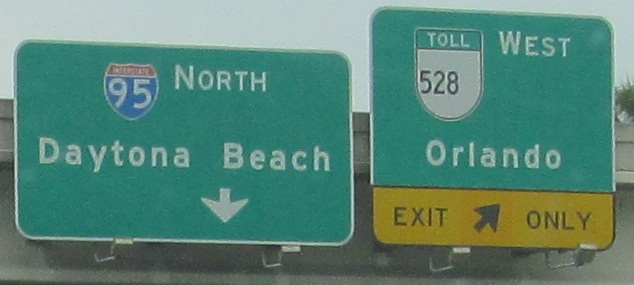 INTERSTATE
95 NORTH
Daytona Beach
TOLL
528 WEST
Orlando
EXIT ONLY